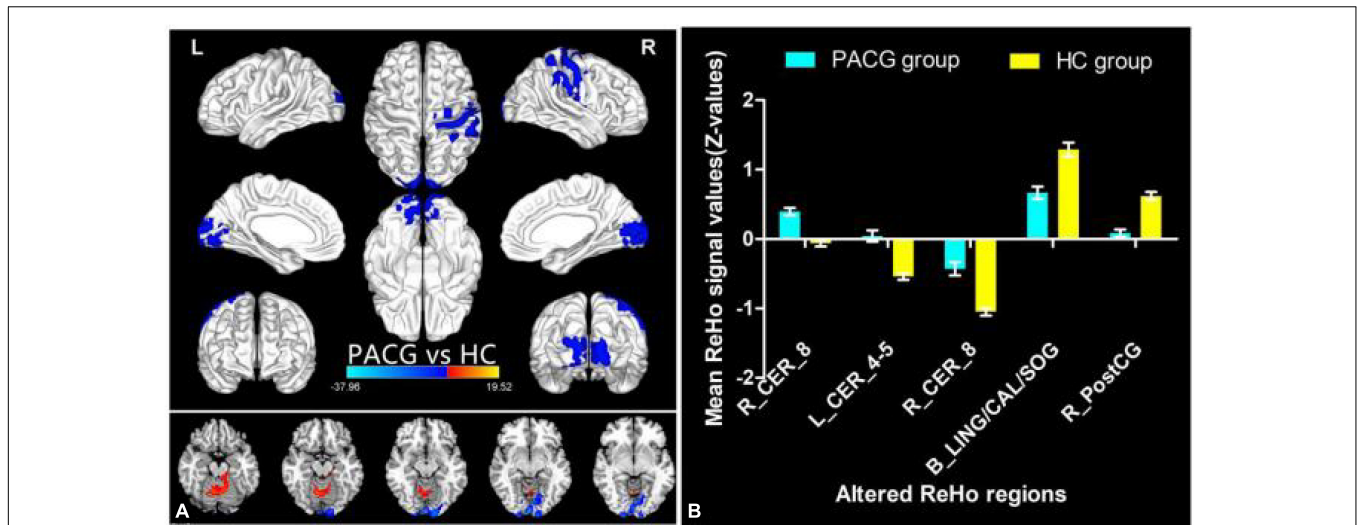 L
R
PACG vs HC
-37.96
19.52
A
PACG group
HC group
Mean ReHo signal values(Z-values)
2
1
0
-1
-2
R_CER_8
L_CER_4-5
R_CER_8
B_LING/CAL/SOG
R_PostCG
Altered ReHo regions
B